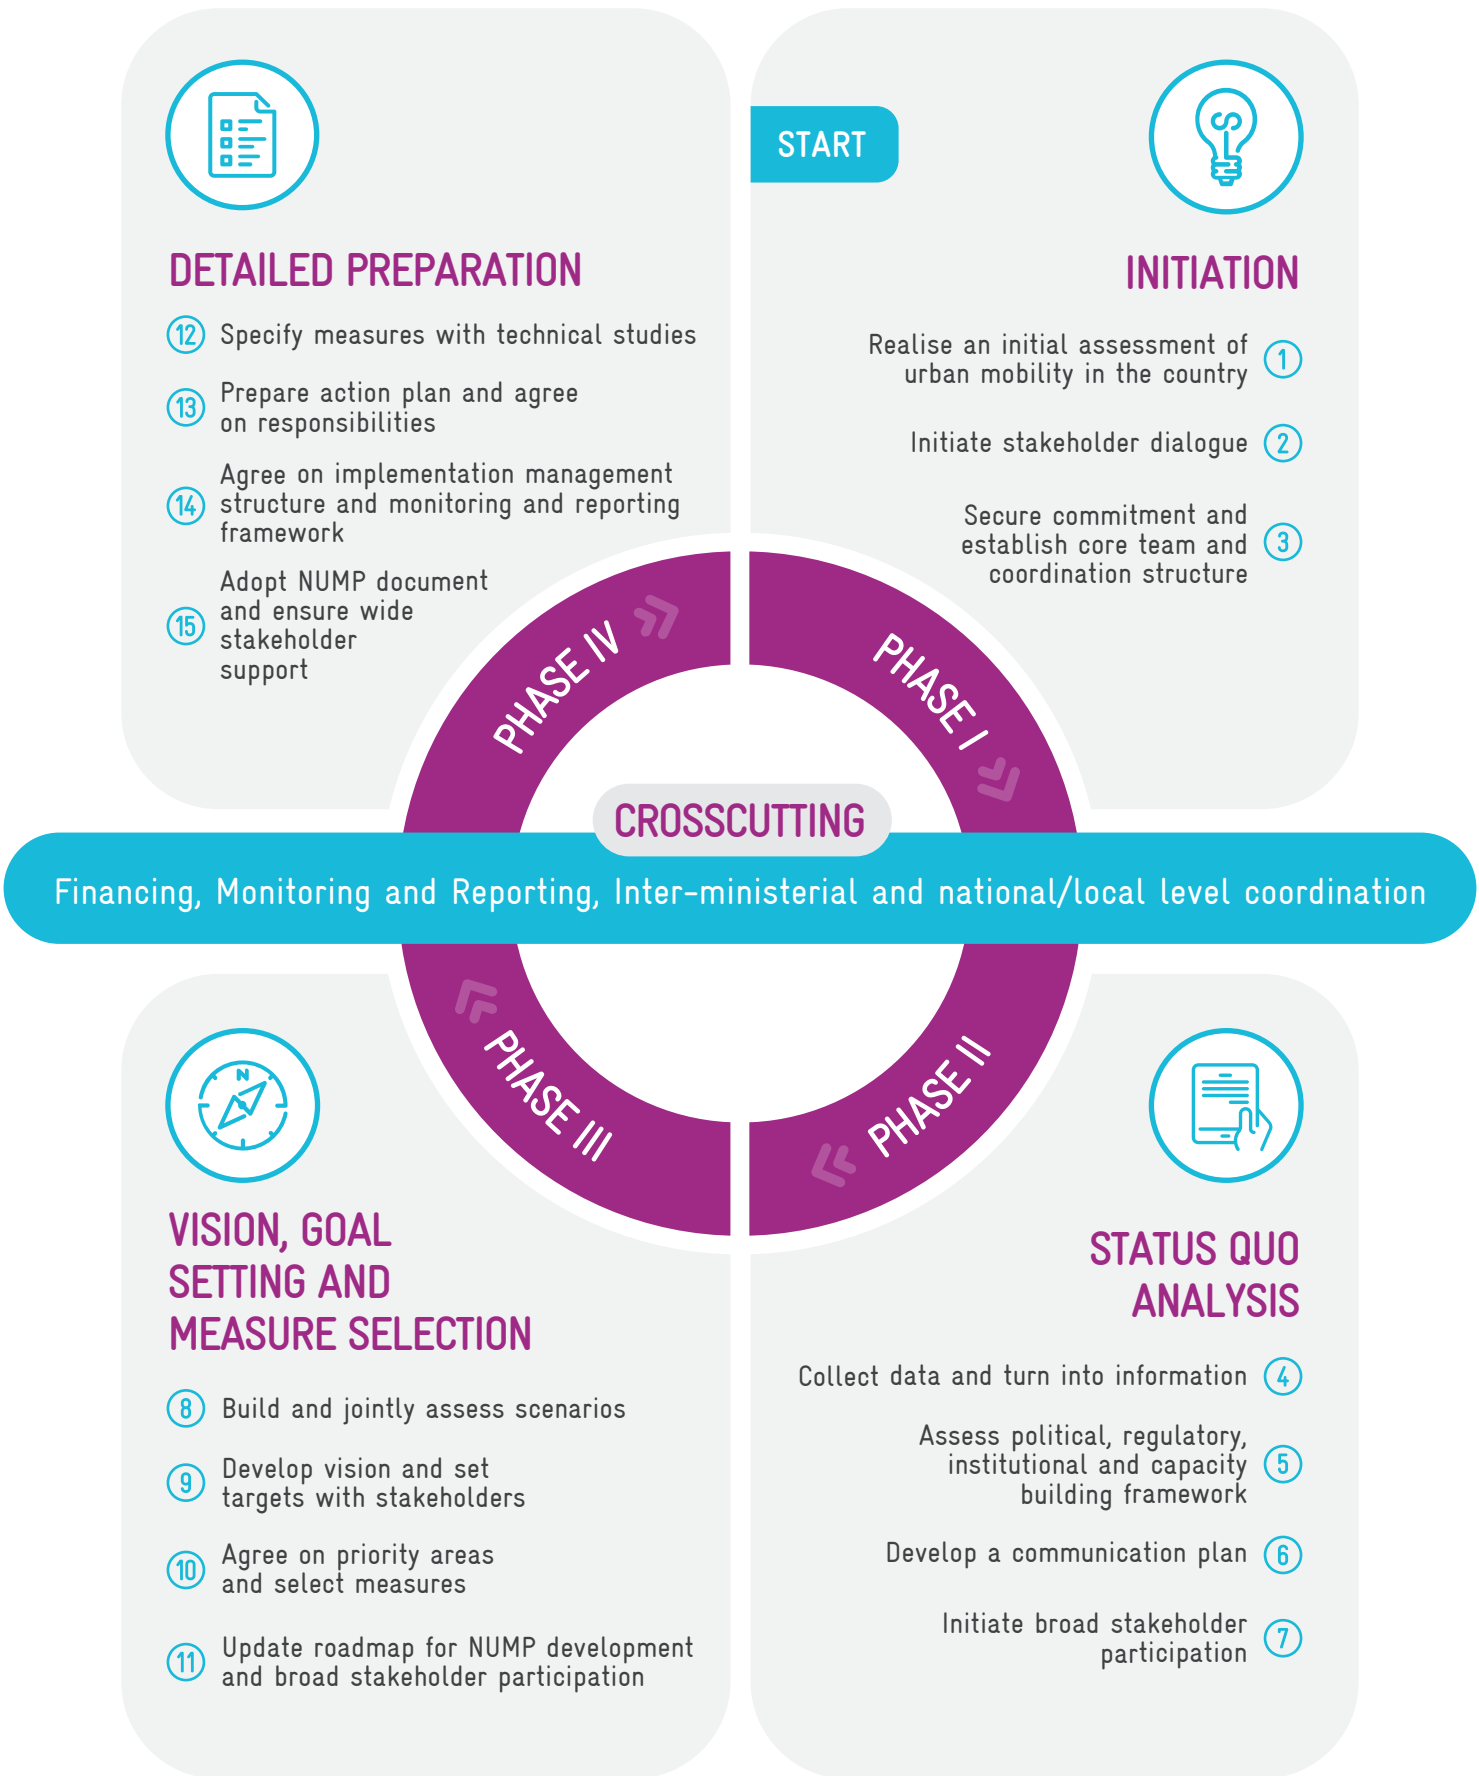 START
INITIATION
1
Realise an initial assessment of
urban mobility in the country
2
Initiate stakeholder dialogue
3
Secure commitment and
establish core team and
coordination structure
PHASE I
STATUS QUO
ANALYSIS
4
Collect data and turn into information
5
Assess political, regulatory,
institutional and capacity
building framework
6
Develop a communication plan
7
Initiate broad stakeholder
participation
PHASE II
N
VISION, GOAL
SETTING AND
MEASURE SELECTION
8
Build and jointly assess scenarios
9
Develop vision and set
targets with stakeholders
10
Agree on priority areas
and select measures
11
Update roadmap for NUMP development
and broad stakeholder participation
PHASE III
DETAILED PREPARATION
12
Specify measures with technical studies
13
Prepare action plan and agree
on responsibilities
14
Agree on implementation management
structure and monitoring and reporting
framework
15
Adopt NUMP document
and ensure wide
stakeholder
support
PHASE IV
CROSSCUTTING
Financing, Monitoring and Reporting, Inter-ministerial and national/local level coordination